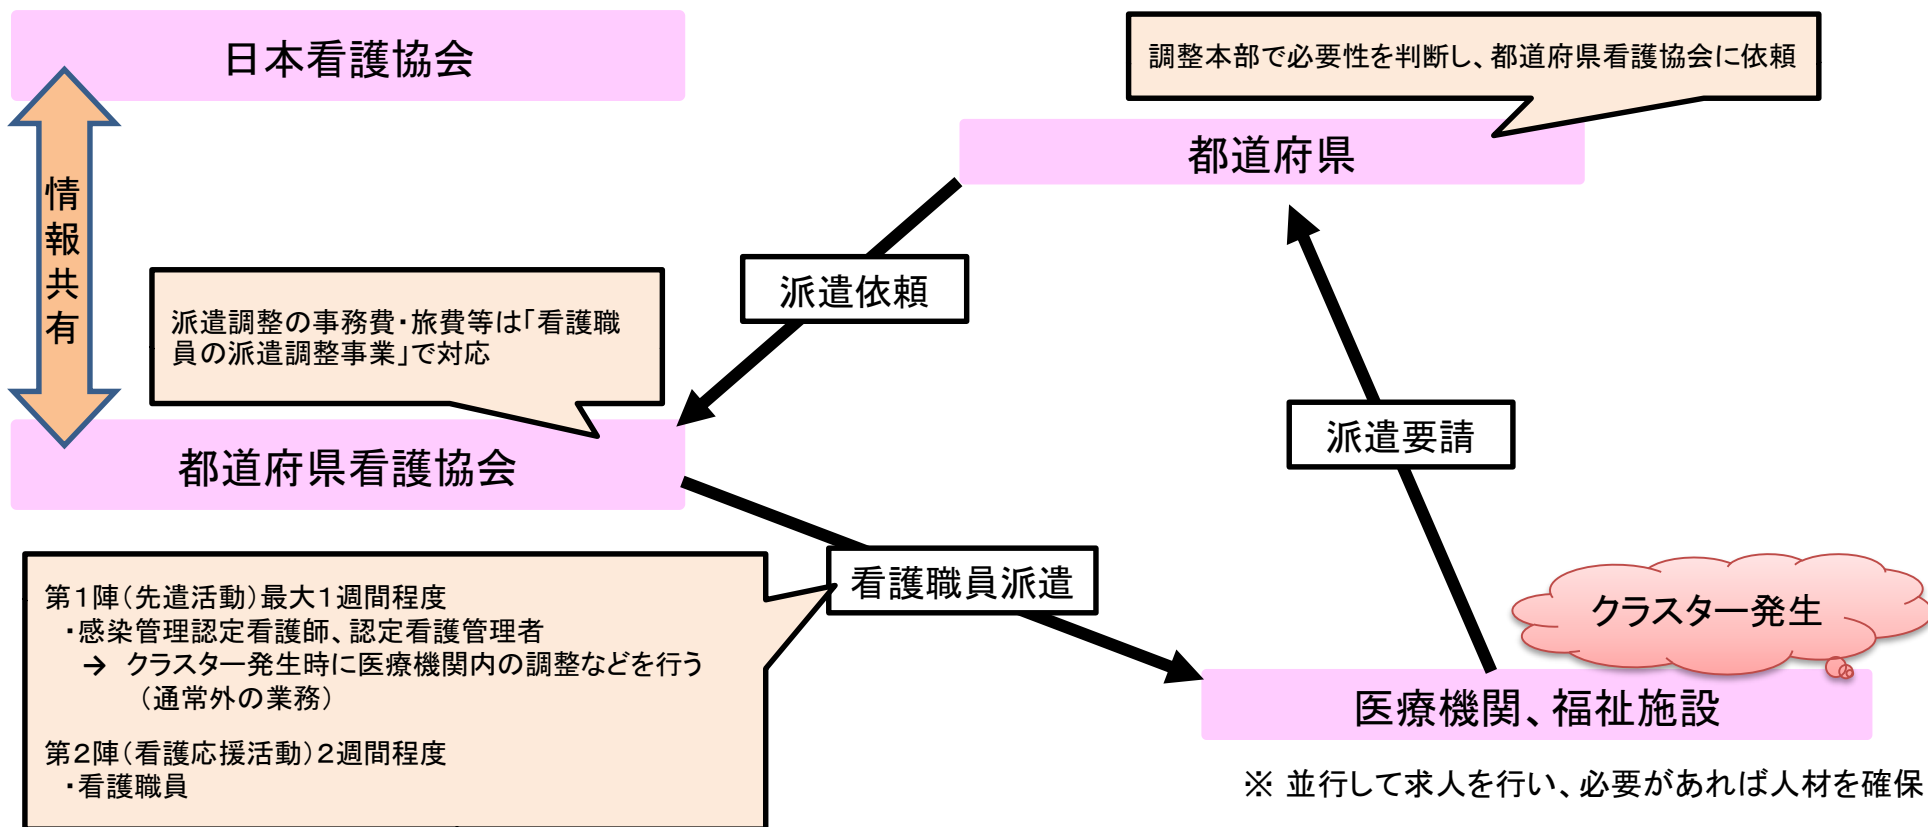 日本看護協会
調整本部で必要性を判断し、都道府県看護協会に依頼
都道府県
情報共有
派遣依頼
派遣調整の事務費・旅費等は「看護職
員の派遣調整事業」で対応
派遣要請
都道府県看護協会
看護職員派遣
第1陣(先遣活動)最大1週間程度
・感染管理認定看護師、認定看護管理者
→ クラスター発生時に医療機関内の調整などを行う
(通常外の業務)
第2陣(看護応援活動)2週間程度
・看護職員
クラスター発生
医療機関、福祉施設
※ 並行して求人を行い、必要があれば人材を確保